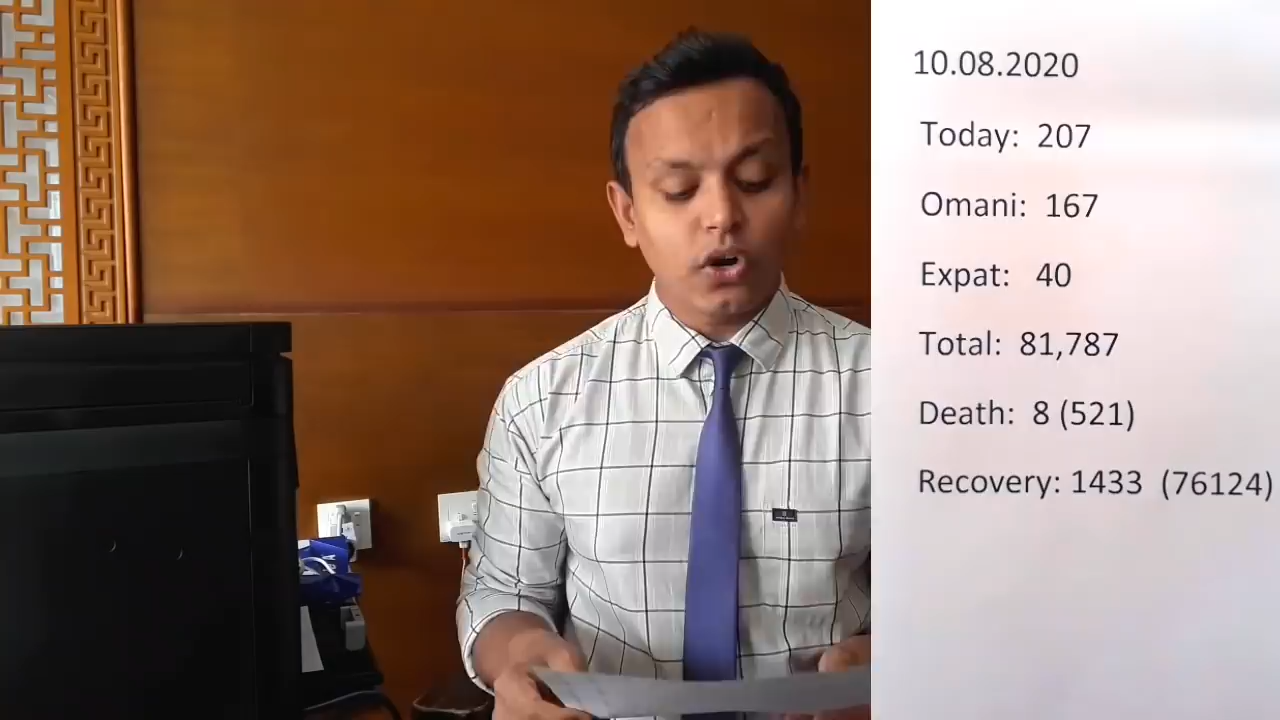 10.08.2020
Today: 207
Omani: 167
Expat: 40
Total: 81,787
Death: 8 (521)
Recovery: 1433 (76124)